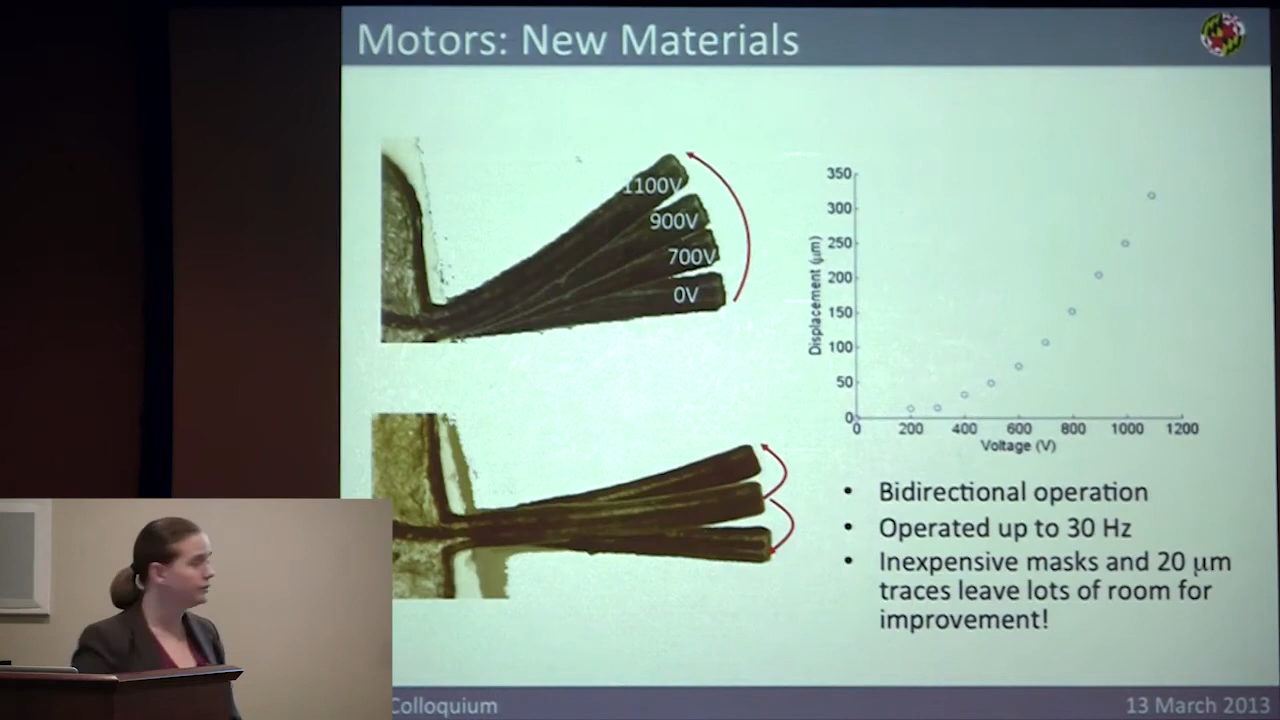 Motors: New Materials
1100V
900V
700V
0V
350
300
250
200
150
100
50
0
Displacement (μm)
0 200 400 600 800 1000 1200
Voltage (V)
• Bidirectional operation
• Operated up to 30 Hz
• Inexpensive masks and 20 μm
traces leave lots of room for
improvement!
Colloquium
13 March 2013